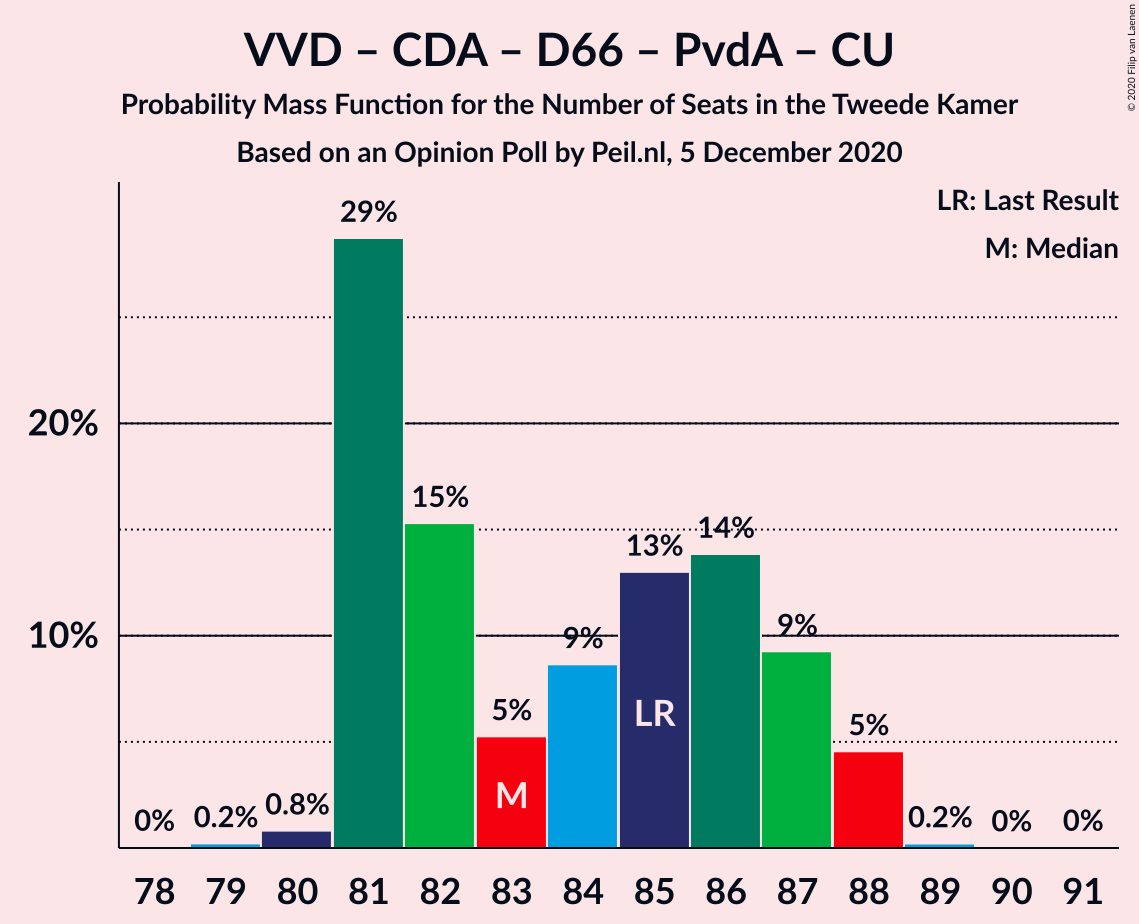 VVD – CDA – D66 – PvdA – CU
Probability Mass Function for the Number of Seats in the Tweede Kamer
Based on an Opinion Poll by Peil.nl, 5 December 2020
© 2020 Filip van Laenen
LR: Last Result
M: Median
20%
10%
0%
0.2%
0.8%
29%
15%
5%
9%
13%
14%
9%
5%
0.2%
0%
0%
M
LR
78 79 80 81 82 83 84 85 86 87 88 89 90 91